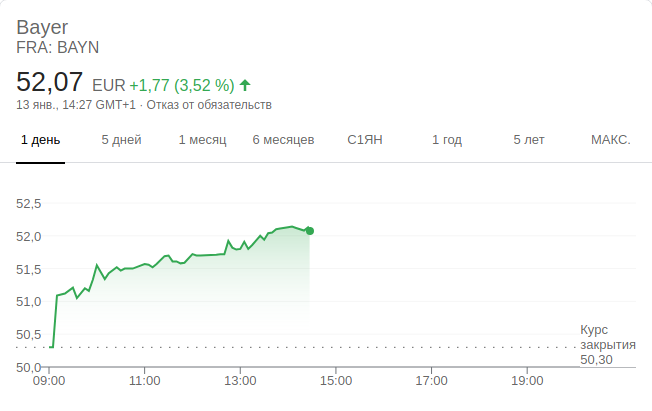 Bayer
FRA: BAYN
52,07 EUR +1,77 (3,52 %)
13 янв., 14:27 GMT+1 · Отказ от обязательств
1 день 5 дней 1 месяц 6 месяцев С1ЯН 1 год 5 лет МАКС.
52,5
52,0
51,5
51,0
50,5
50,0
Курс
закрытия
50,30
09:00 11:00 13:00 15:00 17:00 19:00